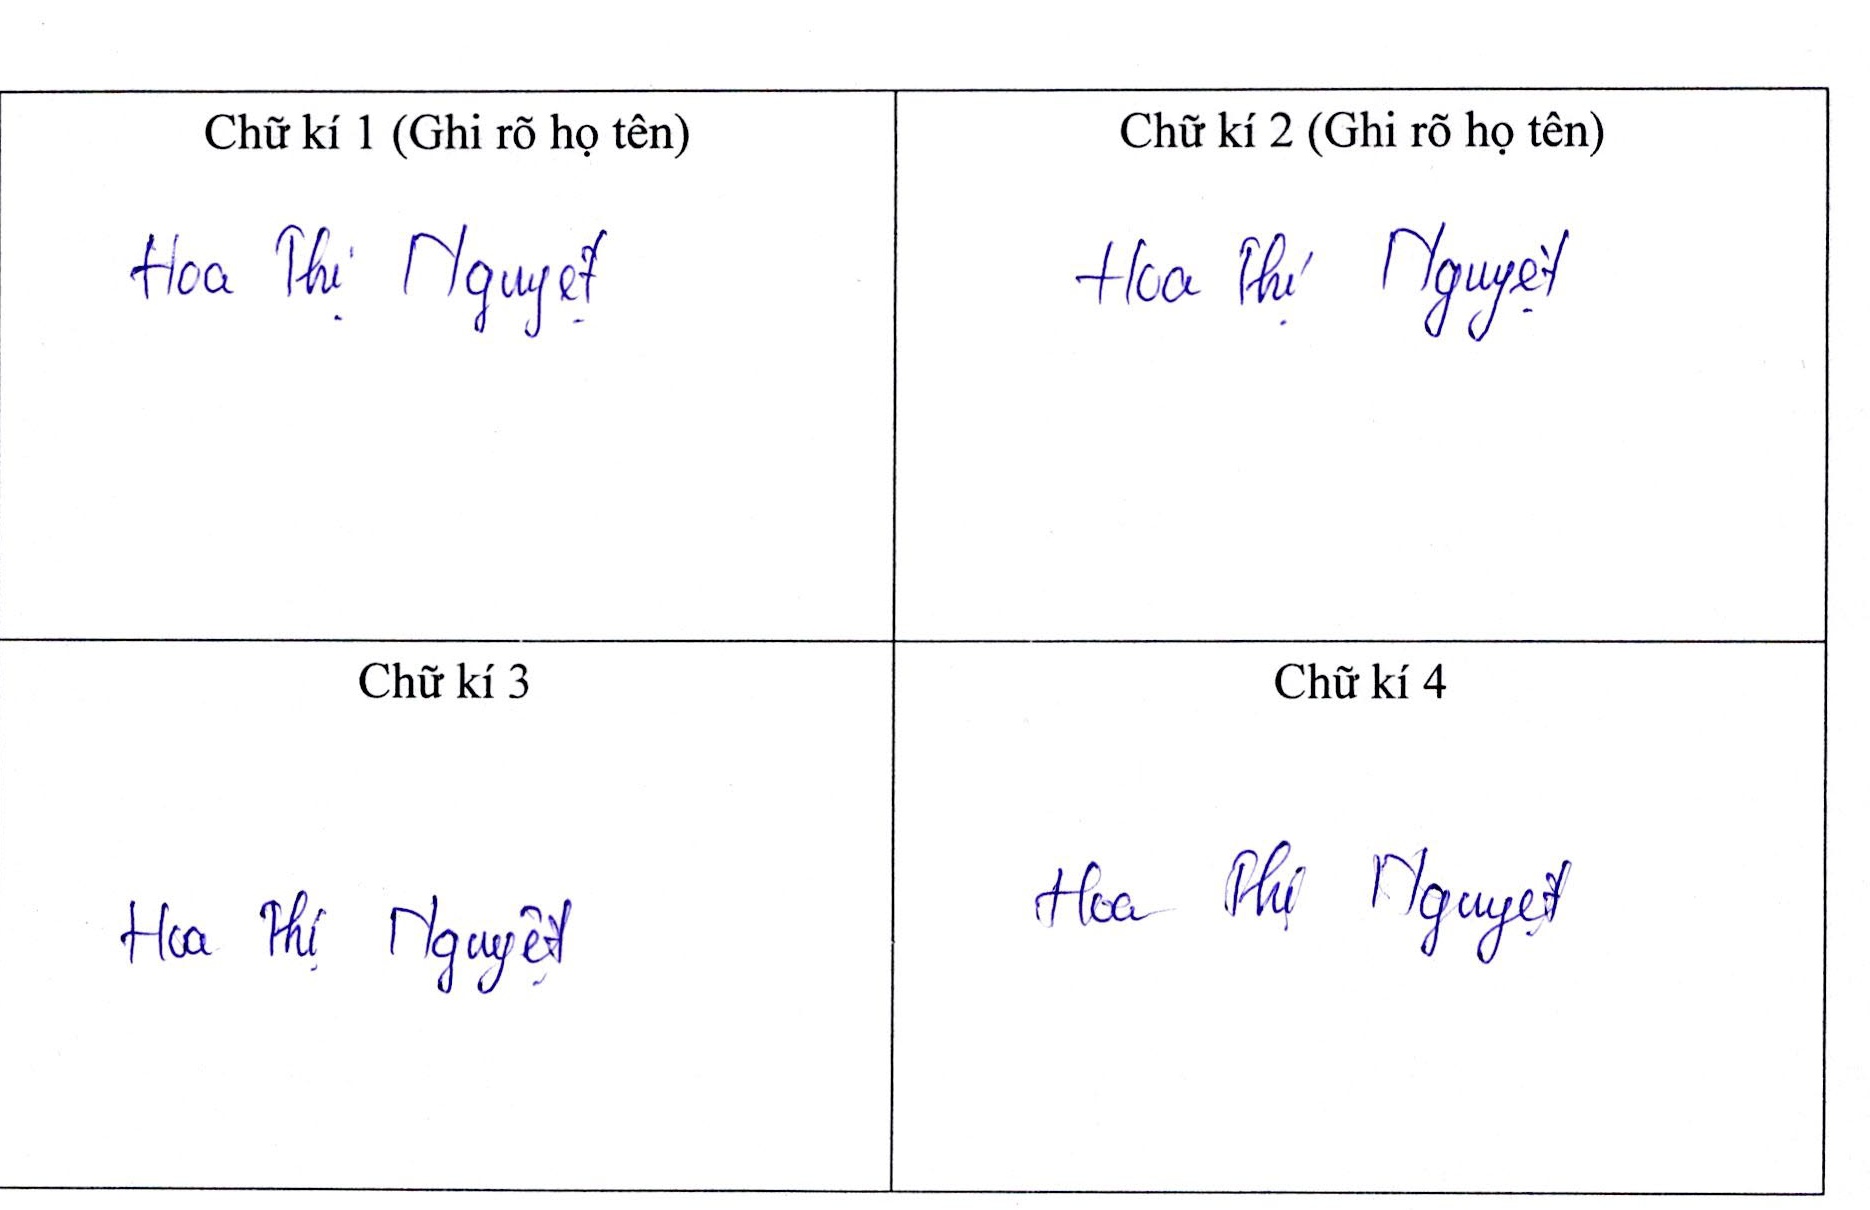 Chữ kí 1 (Ghi rõ họ tên)
Hoa Thị Nguyệt
Chữ kí 2 (Ghi rõ họ tên)
Hoa Thị Nguyệt
Chữ kí 3
Hoa Thị Nguyệt
Chữ kí 4
Hoa Thị Nguyệt